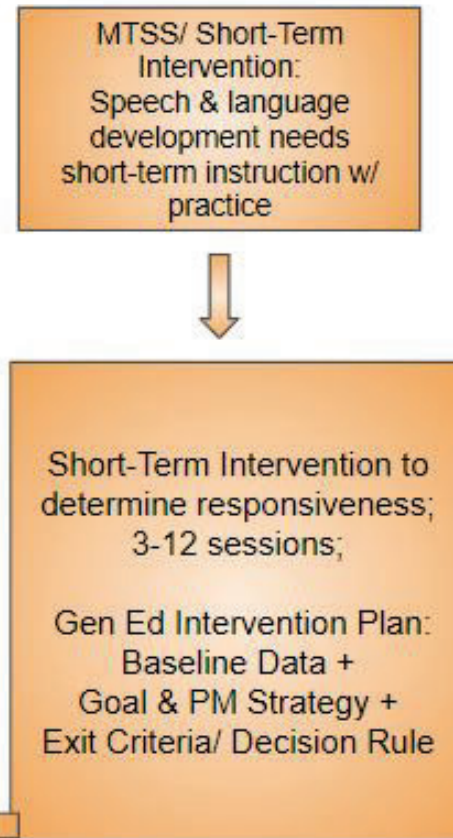 MTSS/ Short-Term
Intervention:
Speech & language
development needs
short-term instruction w/
practice
Short-Term Intervention to
determine responsiveness;
3-12 sessions;
Gen Ed Intervention Plan:
Baseline Data +
Goal & PM Strategy +
Exit Criteria/ Decision Rule